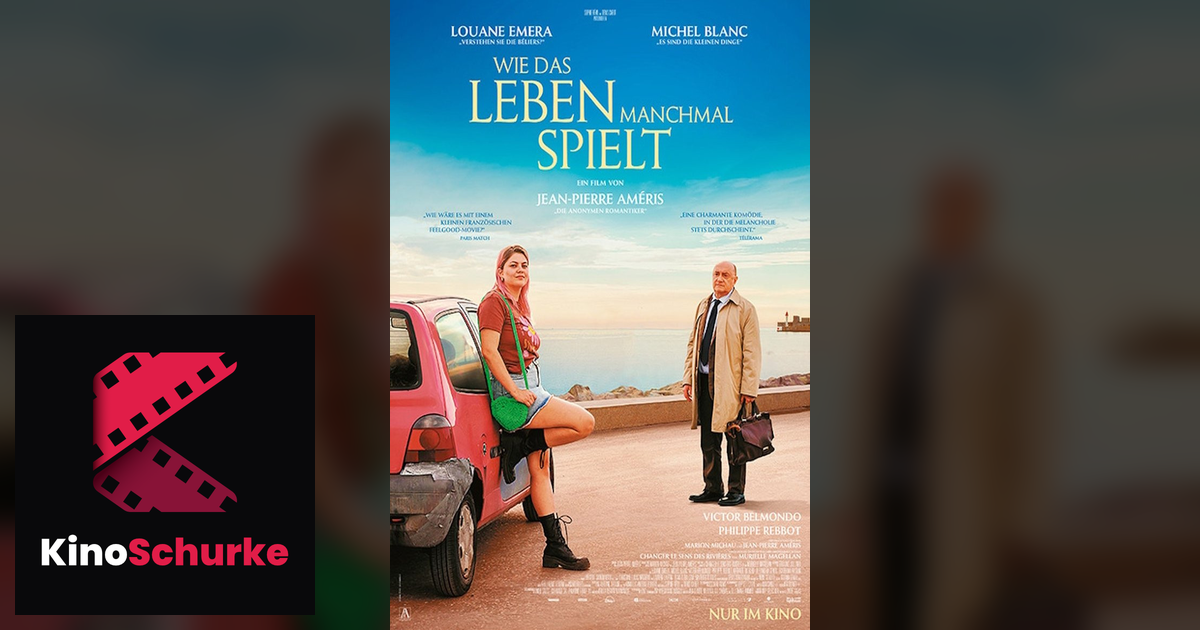 LOUANE EMERA
„VERSTEHEN SIE DIE BÉLIERS?“
MICHEL BLANC
„ES SIND DIE KLEINEN DINGE“
WIE DAS
LEBEN MANCHMAL
SPIELT
EIN FILM VON
JEAN-PIERRE AMÉRIS
„DIE ANONYMEN ROMANTIKER“
„WIE WÄRE ES MIT EINEM
KLEINEN FRANZÖSISCHEN
FEELGOOD-MOVIE?“
PARIS MATCH
„EINE CHARMANTE KOMÖDIE,
IN DER DIE MELANCHOLIE
STETS DURCHSCHEINT.“
TÉLÉRAMA
KinoSchurke
VICTOR BELMONDO
PHILIPPE REBBOT
MARION MICHAU JEAN-PIERRE AMÉRIS
CHANGER LE SENS DES RIVIÈRES MURIELLE MAGELLAN
NUR IM KINO